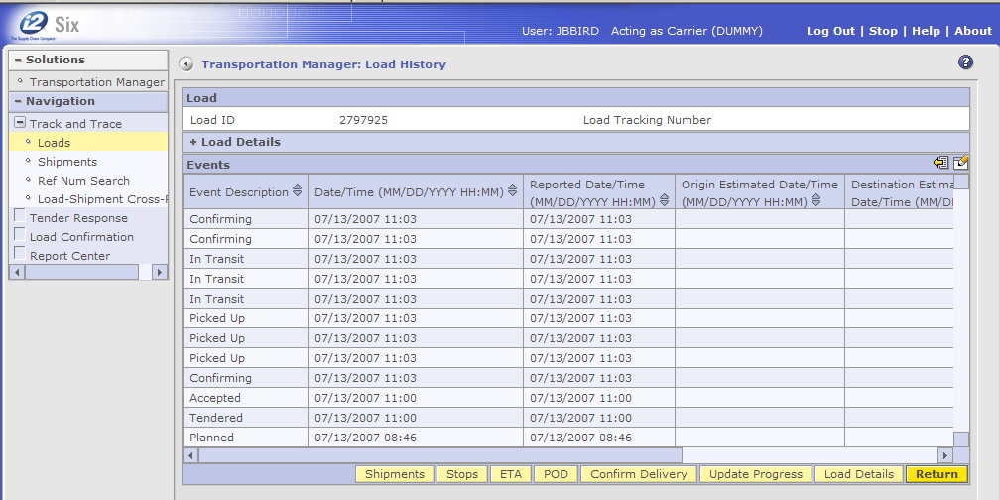 i2 Six
The Supply Chain Company
User: JBBIRD Acting as Carrier (DUMMY) Log Out | Stop | Help | About
− Solutions
Transportation Manager
− Navigation
Track and Trace
Loads
Shipments
Ref Num Search
Load-Shipment Cross-
Tender Response
Load Confirmation
Report Center
Transportation Manager: Load History
Load
Load ID 2797925 Load Tracking Number
+ Load Details
Events
Event Description Date/Time (MM/DD/YYYY HH:MM) Reported Date/Time (MM/DD/YYYY HH:MM) Origin Estimated Date/Time (MM/DD/YYYY HH:MM) Destination Estima Date/Time (MM/D
Confirming 07/13/2007 11:03 07/13/2007 11:03
Confirming 07/13/2007 11:03 07/13/2007 11:03
In Transit 07/13/2007 11:03 07/13/2007 11:03
In Transit 07/13/2007 11:03 07/13/2007 11:03
In Transit 07/13/2007 11:03 07/13/2007 11:03
Picked Up 07/13/2007 11:03 07/13/2007 11:03
Picked Up 07/13/2007 11:03 07/13/2007 11:03
Picked Up 07/13/2007 11:03 07/13/2007 11:03
Confirming 07/13/2007 11:03 07/13/2007 11:03
Accepted 07/13/2007 11:00 07/13/2007 11:00
Tendered 07/13/2007 11:00 07/13/2007 11:00
Planned 07/13/2007 08:46 07/13/2007 08:46
Shipments Stops ETA POD Confirm Delivery Update Progress Load Details Return